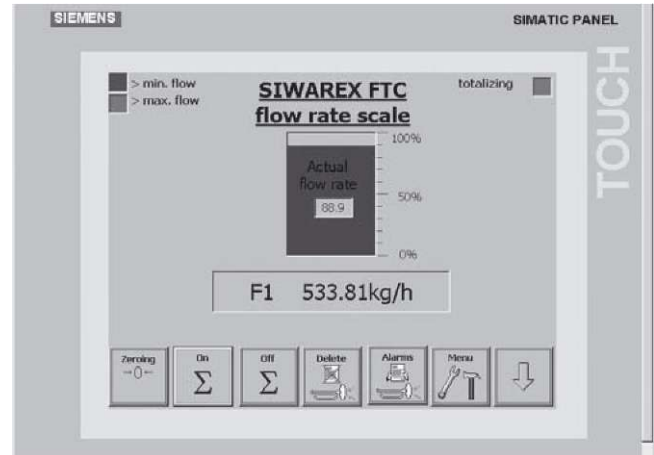 SIEMENS
SIMATIC PANEL
TOUCH
> min. flow
> max. flow
SIWAREX FTC
flow rate scale
totalizing
100%
Actual
flow rate
88.9
50%
0%
F1 533.81kg/h
Zeroing
→0←
On
Σ
Off
Σ
Delete
Alarms
Menu